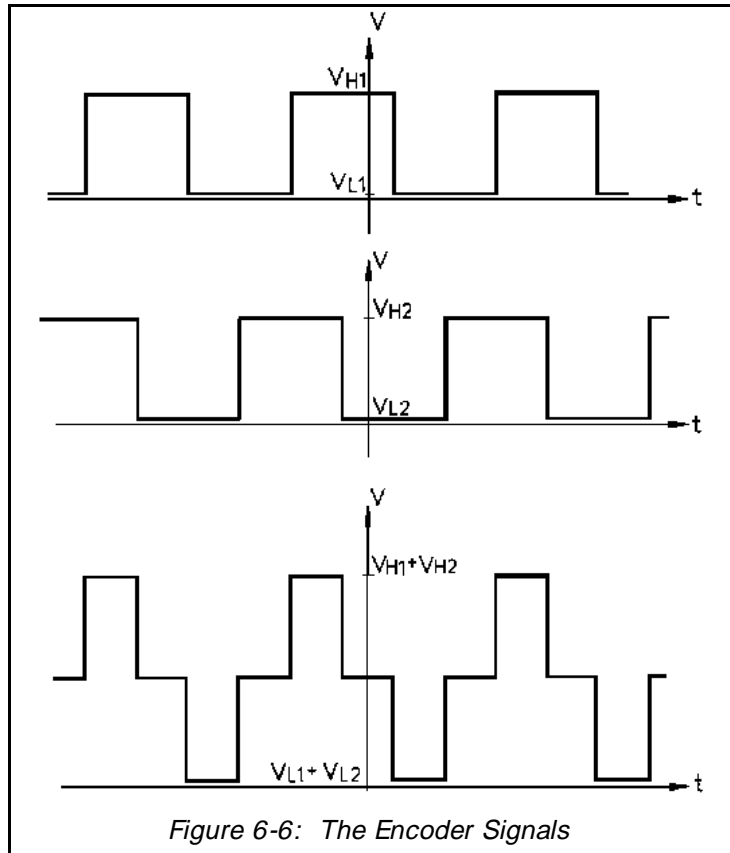 V
VH1
VL1
t
V
VH2
VL2
t
V
VH1+VH2
VL1+VL2
t
Figure 6-6: The Encoder Signals